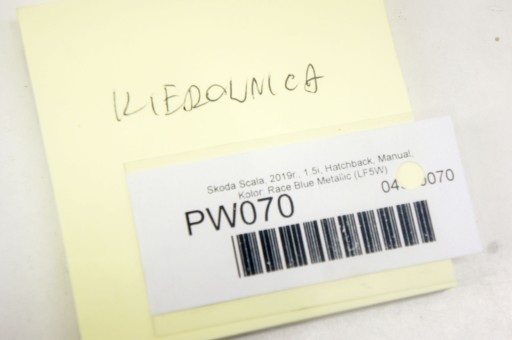 KIEROWNICA
Skoda Scala, 2019r., 1.5i, Hatchback, Manual,
Kolor: Race Blue Metallic (LF5W)
PW070